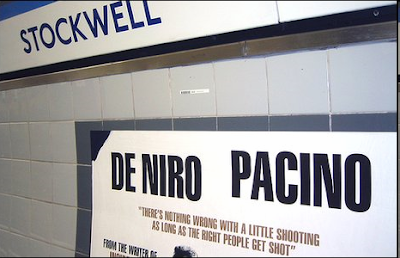 STOCKWELL
DE NIRO PACINO
"THERE'S NOTHING WRONG WITH A LITTLE SHOOTING
AS LONG AS THE RIGHT PEOPLE GET SHOT"
FROM THE WRITER OF